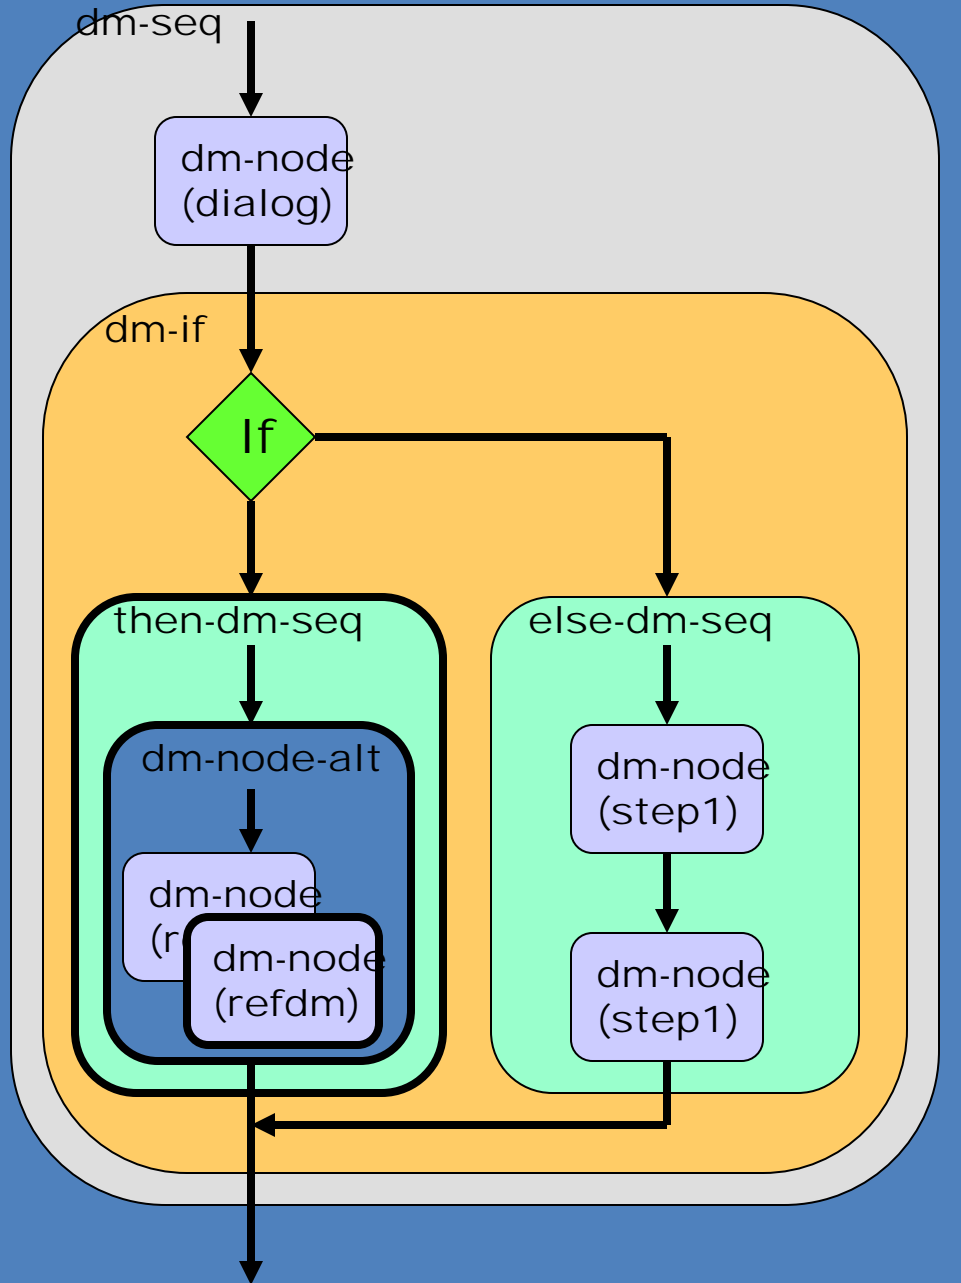 dm-seq
dm-node
(dialog)
dm-if
If
then-dm-seq
dm-node-alt
dm-node
dm-node
(refdm)
else-dm-seq
dm-node
(step1)
dm-node
(step1)